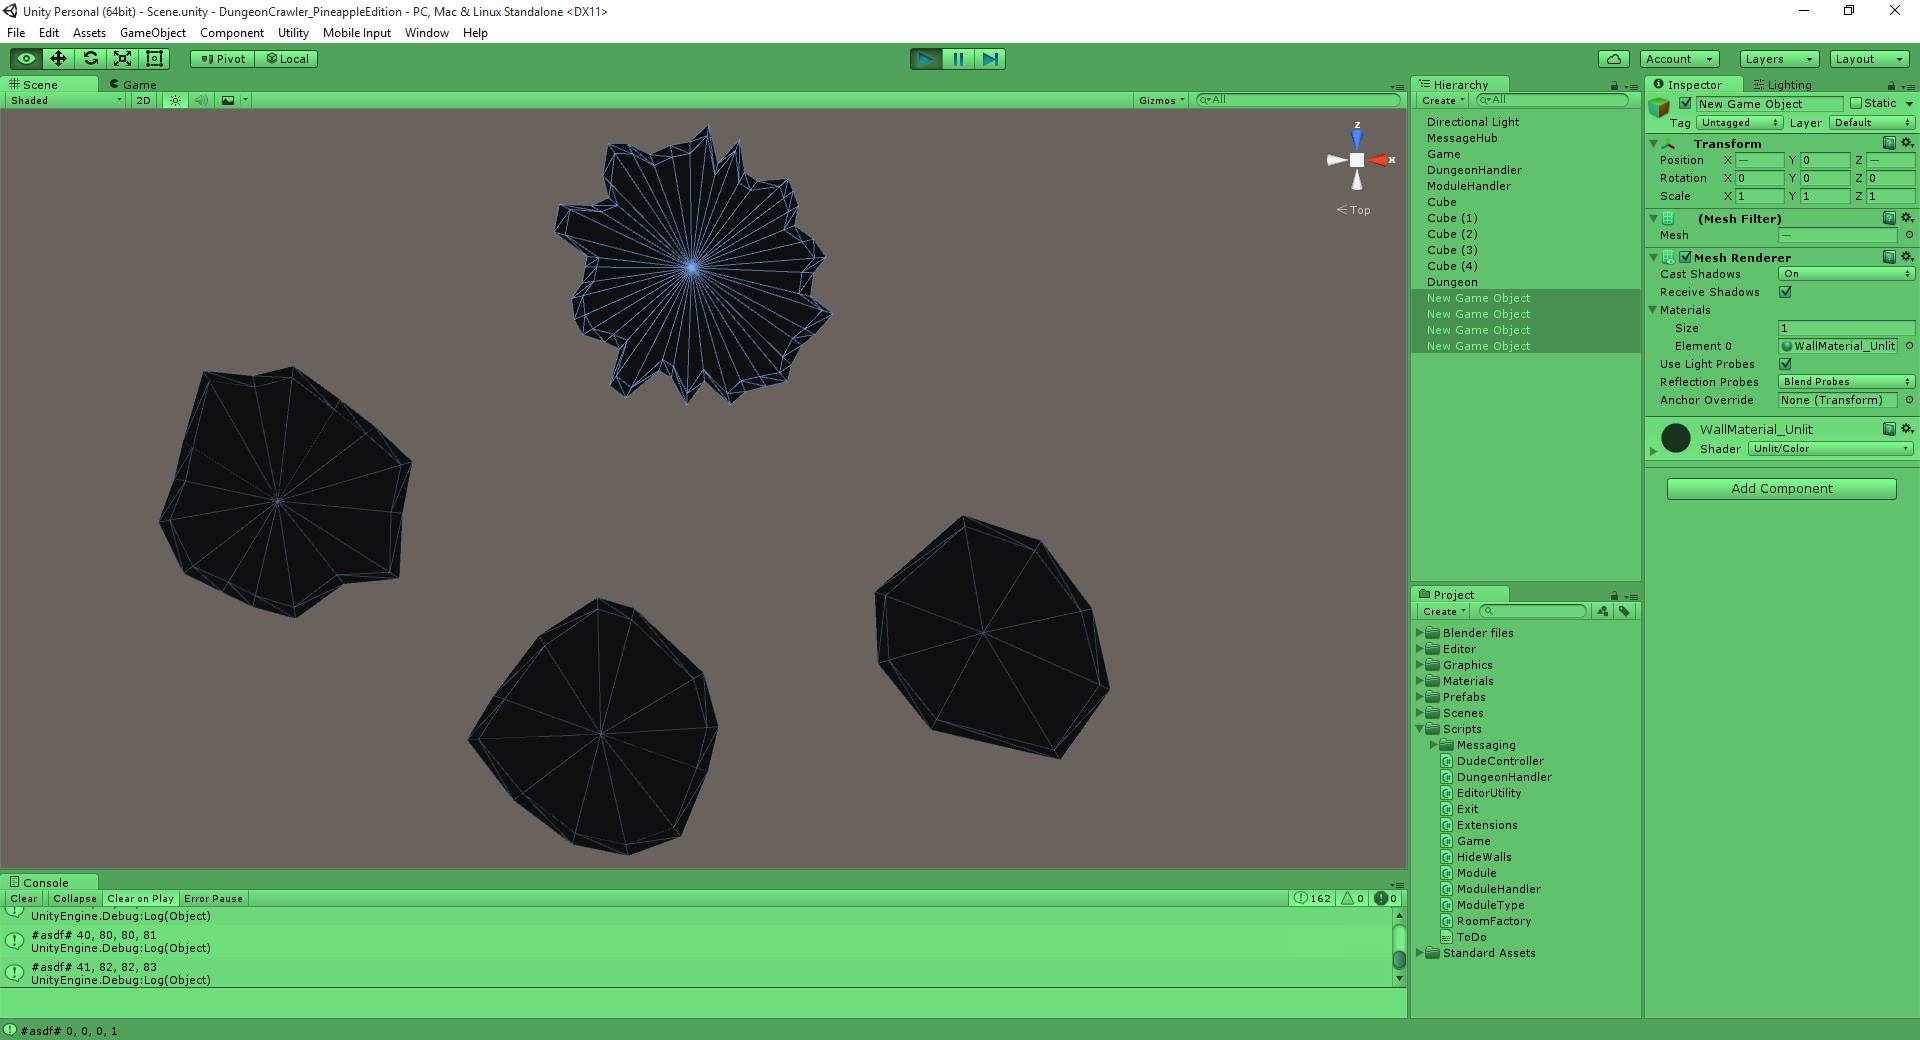 Unity Personal (64bit) - Scene.unity - DungeonCrawler_PineappleEdition - PC, Mac & Linux Standalone <DX11>
File Edit Assets GameObject Component Utility Mobile Input Window Help
Pivot Local Account Layers Layout
Scene Game
Shaded 2D Gizmos All
z
x
Top
Hierarchy
Create All
Directional Light
MessageHub
Game
DungeonHandler
ModuleHandler
Cube
Cube (1)
Cube (2)
Cube (3)
Cube (4)
Dungeon
New Game Object
New Game Object
New Game Object
New Game Object
Project
Create
Blender files
Editor
Graphics
Materials
Prefabs
Scenes
Scripts
Messaging
DudeController
DungeonHandler
EditorUtility
Exit
Extensions
Game
HideWalls
Module
ModuleHandler
ModuleType
RoomFactory
ToDo
Standard Assets
Inspector Lighting
New Game Object Static
Tag Untagged Layer Default
Transform
Position X — Y 0 Z —
Rotation X 0 Y 0 Z 0
Scale X 1 Y 1 Z 1
(Mesh Filter)
Mesh —
Mesh Renderer
Cast Shadows On
Receive Shadows
Materials
Size 1
Element 0 WallMaterial_Unlit
Use Light Probes
Reflection Probes Blend Probes
Anchor Override None (Transform)
WallMaterial_Unlit
Shader Unlit/Color
Add Component
Console
Clear Collapse Clear on Play Error Pause 162 0 0
UnityEngine.Debug:Log(Object)
#asdf# 40, 80, 80, 81
UnityEngine.Debug:Log(Object)
#asdf# 41, 82, 82, 83
UnityEngine.Debug:Log(Object)
#asdf# 0, 0, 0, 1